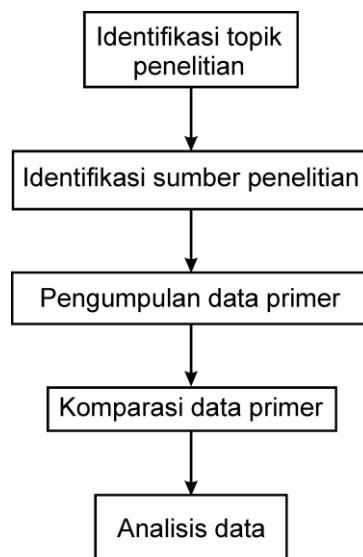 Identifikasi topik
penelitian
Identifikasi sumber penelitian
Pengumpulan data primer
Komparasi data primer
Analisis data